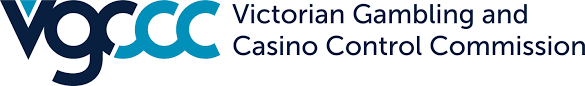 vgccc
Victorian Gambling and
Casino Control Commission